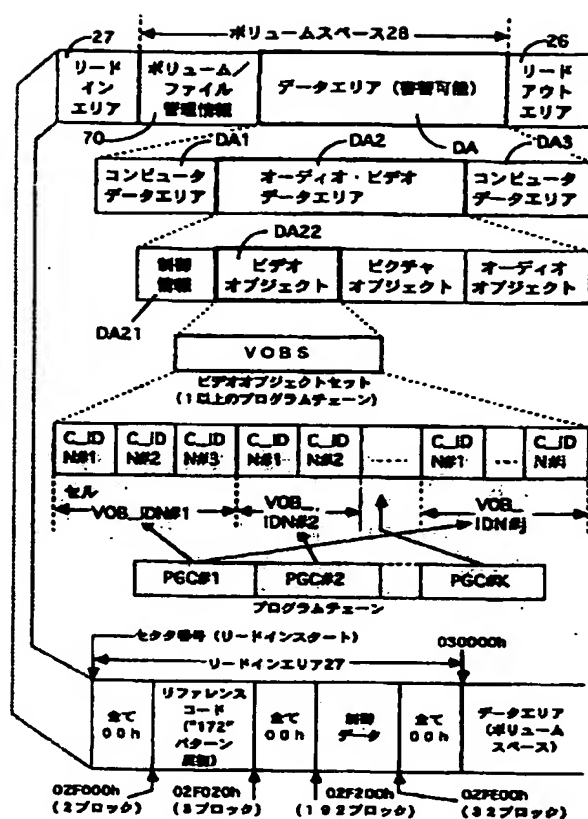 27
ボリュームスペース28
26
リード
イン
エリア
ボリューム/
ファイル
管理情報
データエリア
リード
アウト
エリア
70
DA1
DA2
DA
DA3
コンピュータ
データエリア
オーディオ・ビデオ
データエリア
コンピュータ
データエリア
DA22
制御
情報
ビデオ
オブジェクト
ピクチャ
オブジェクト
オーディオ
オブジェクト
DA21
VOBS
ビデオオブジェクトセット
(1以上のプログラムチェーン)
C_ID
N#1
C_ID
N#2
C_ID
N#3
C_ID
N#1
C_ID
N#2
......
C_ID
N#1
....
C_ID
N#i
セル
VOB_IDN#1
VOB_
IDN#2
VOB_
IDN#j
PGC#1
PGC#2
PGC#K
プログラムチェーン
セクタ番号(リードインスタート)
030000h
リードインエリア27
全て
00h
リファレンス
コード
("172"
パターン
全て
00h
制御
データ
全て
00h
データエリア
(ボリューム
スペース)
02F000h
(2ブロック)
02F020h
02F200h
(192ブロック)
02FE00h
(32ブロック)